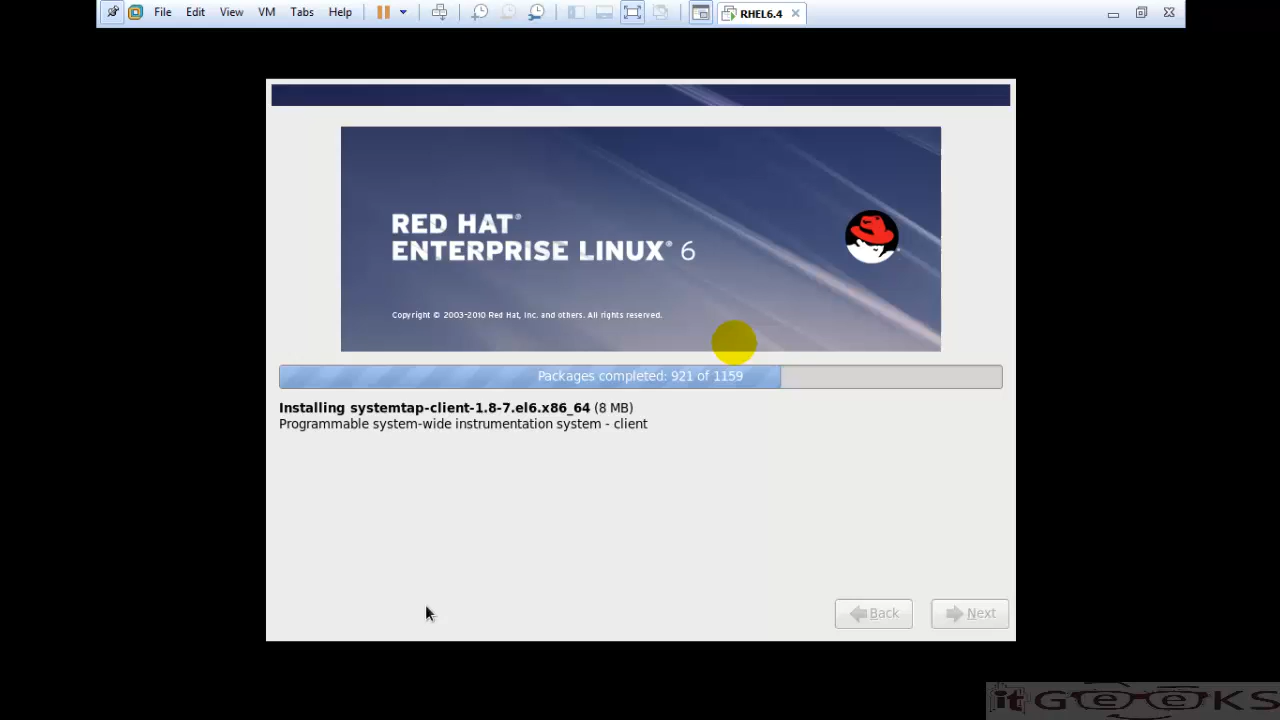 File Edit View VM Tabs Help RHEL6.4
RED HAT®
ENTERPRISE LINUX® 6
Copyright © 2003-2010 Red Hat, Inc. and others. All rights reserved.
Packages completed: 921 of 1159
Installing systemtap-client-1.8-7.el6.x86_64 (8 MB)
Programmable system-wide instrumentation system - client
Back Next
itGeeKS